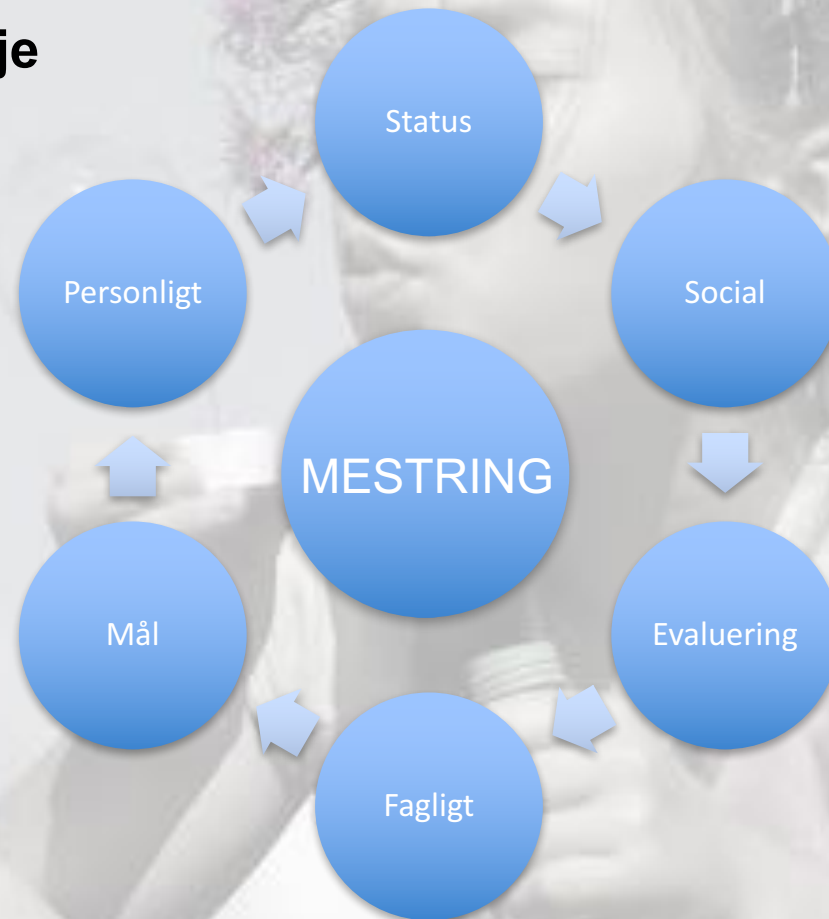 je
Status
Social
Evaluering
Fagligt
Mål
Personligt
MESTRING